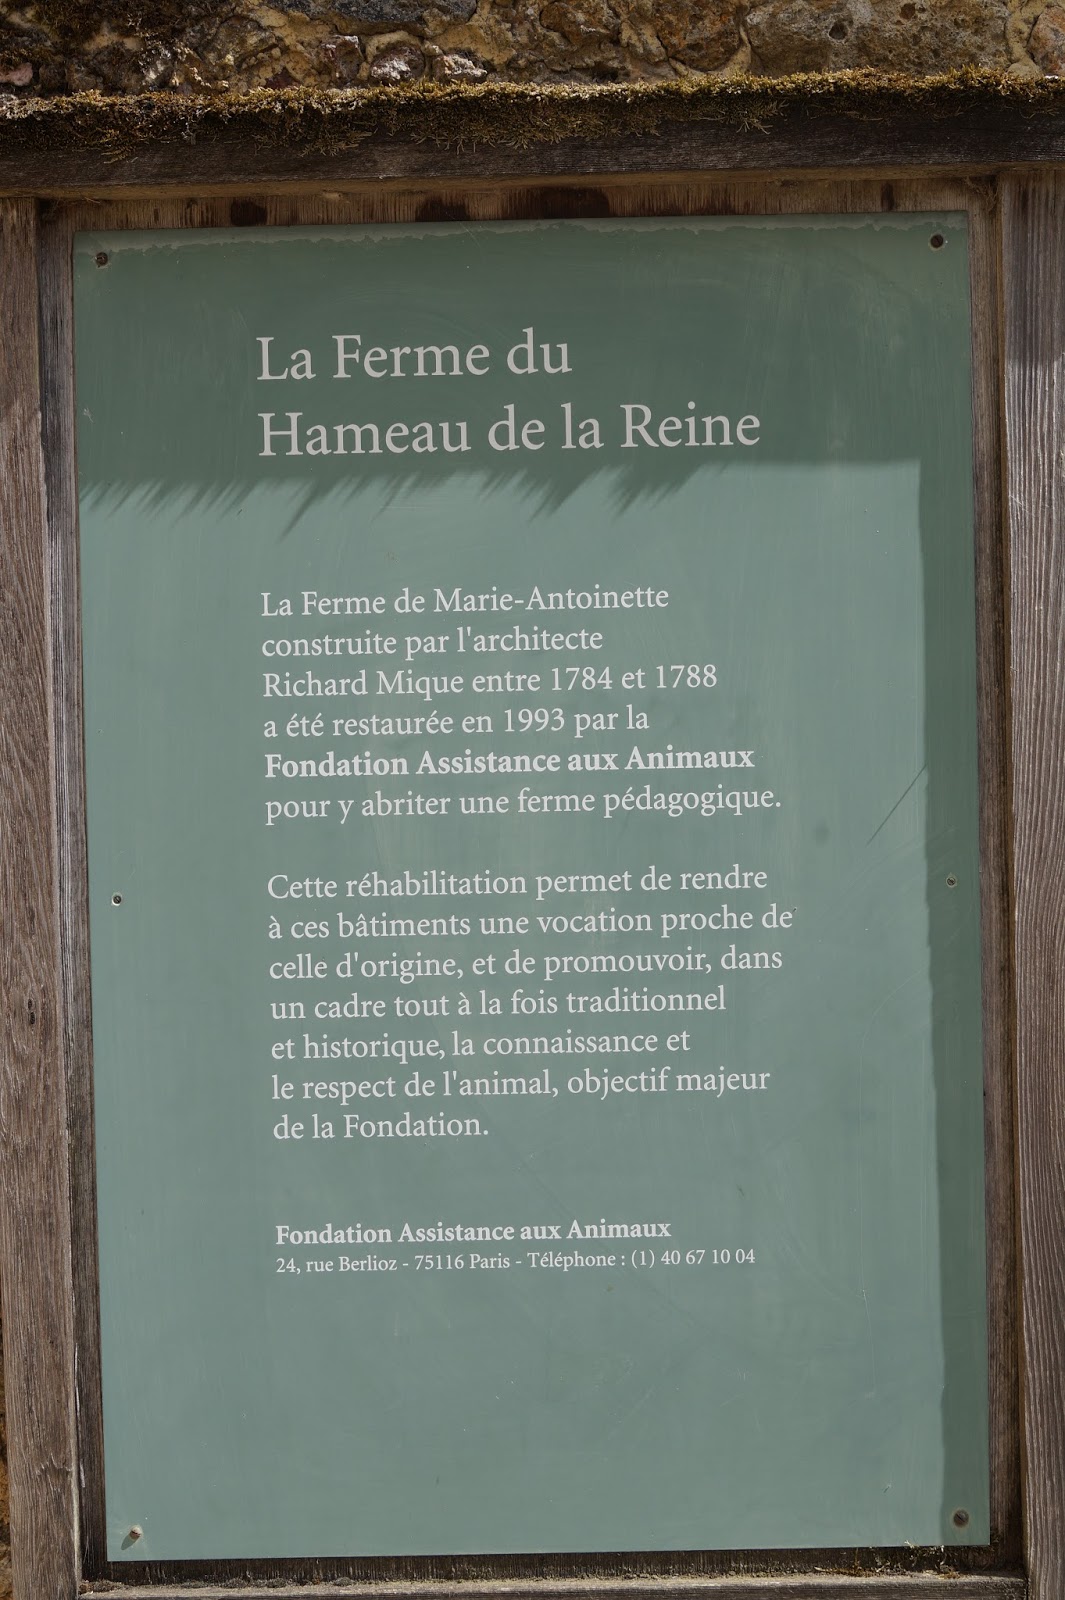 La Ferme du
Hameau de la Reine
La Ferme de Marie-Antoinette
construite par l'architecte
Richard Mique entre 1784 et 1788
a été restaurée en 1993 par la
Fondation Assistance aux Animaux
pour y abriter une ferme pédagogique.
Cette réhabilitation permet de rendre
à ces bâtiments une vocation proche de
celle d'origine, et de promouvoir, dans
un cadre tout à la fois traditionnel
et historique, la connaissance et
le respect de l'animal, objectif majeur
de la Fondation.
Fondation Assistance aux Animaux
24, rue Berlioz - 75116 Paris - Téléphone : (1) 40 67 10 04